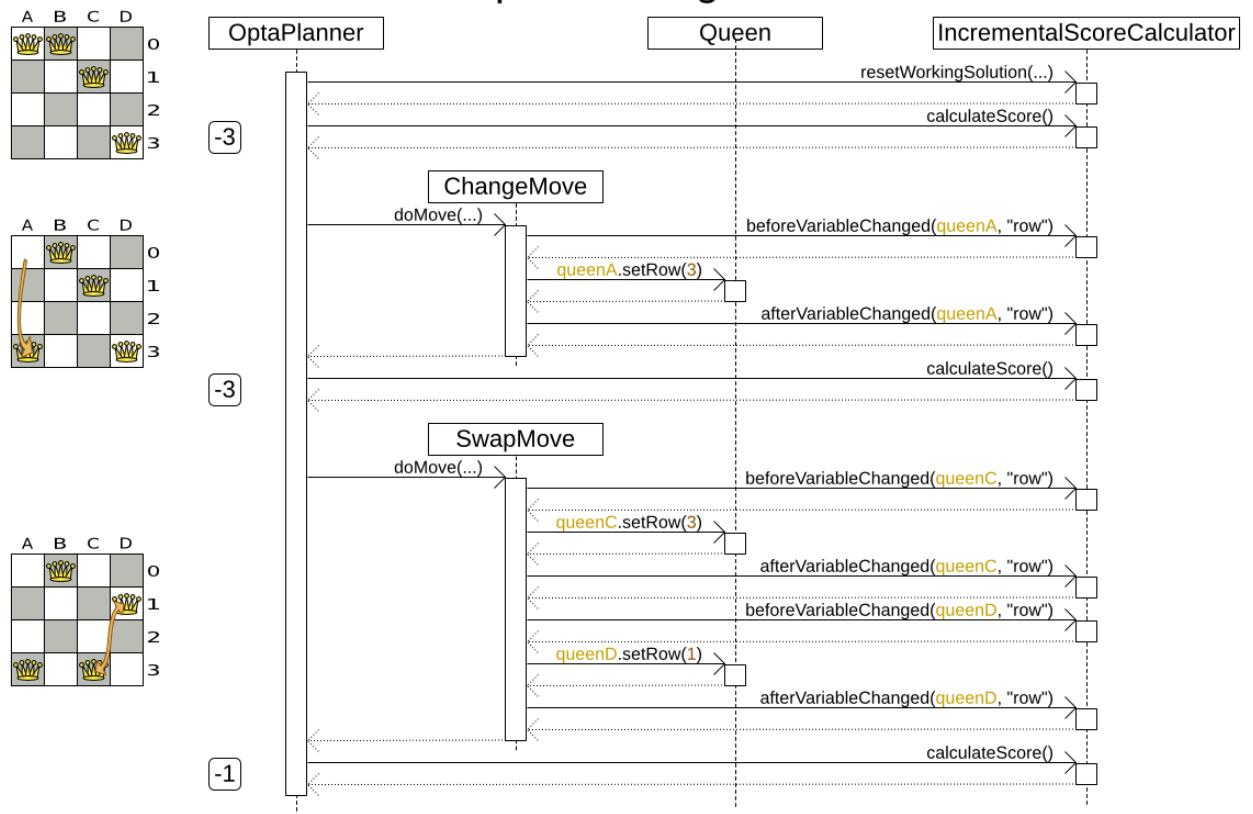 A B C D
OptaPlanner Queen IncrementalScoreCalculator
0
1
2
3
resetWorkingSolution(...)
calculateScore()
-3
ChangeMove
doMove(...)
A B C D
0
1
2
3
beforeVariableChanged(queenA, "row")
queenA.setRow(3)
afterVariableChanged(queenA, "row")
calculateScore()
-3
SwapMove
doMove(...)
beforeVariableChanged(queenC, "row")
queenC.setRow(3)
A B C D
0
1
2
3
afterVariableChanged(queenC, "row")
beforeVariableChanged(queenD, "row")
queenD.setRow(1)
afterVariableChanged(queenD, "row")
calculateScore()
-1